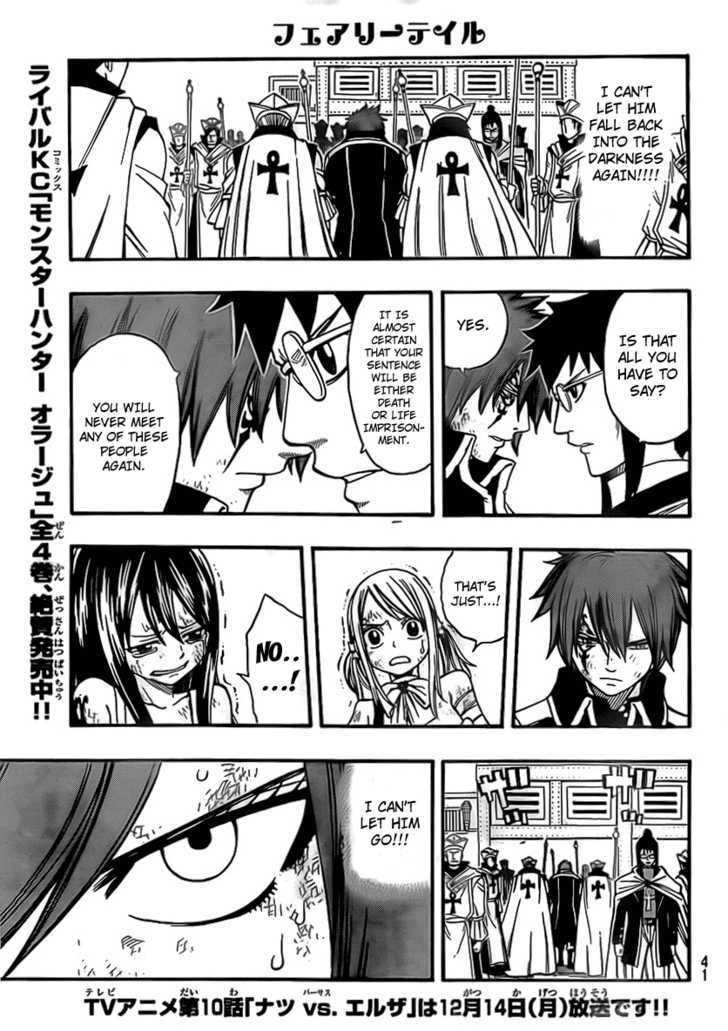 フェアリーテイル
I CAN'T
LET HIM
FALL BACK
INTO THE
DARKNESS
AGAIN!!!!
IS THAT
ALL YOU
HAVE TO
SAY?
YES.
IT IS
ALMOST
CERTAIN
THAT YOUR
SENTENCE
WILL BE
EITHER
DEATH
OR LIFE
IMPRISON-
MENT.
YOU WILL
NEVER MEET
ANY OF THESE
PEOPLE
AGAIN.
THAT'S
JUST...!
NO...
...!
ザッ
ザッ
I CAN'T
LET HIM
GO!!!
ライバルKC「モンスターハンター オラージュ」全4巻、絶賛発売中!!
コミックス
ぜん
かん
ぜっさんはつばいちゅう
テレビ だい わ バーサス がつ か げつ ほうそう
TVアニメ第10話「ナツ vs. エルザ」は12月14日(月)放送です!!
41